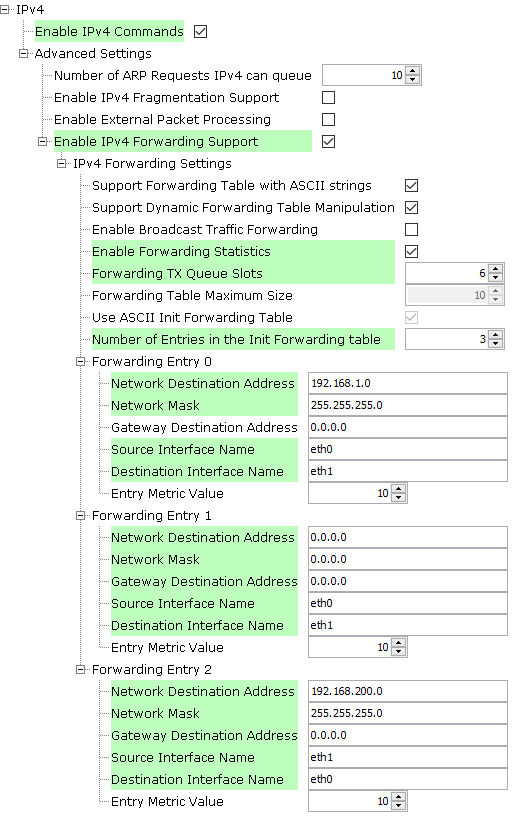 IPv4
Enable IPv4 Commands
Advanced Settings
Number of ARP Requests IPv4 can queue 10
Enable IPv4 Fragmentation Support
Enable External Packet Processing
Enable IPv4 Forwarding Support
IPv4 Forwarding Settings
Support Forwarding Table with ASCII strings
Support Dynamic Forwarding Table Manipulation
Enable Broadcast Traffic Forwarding
Enable Forwarding Statistics
Forwarding TX Queue Slots 6
Forwarding Table Maximum Size 10
Use ASCII Init Forwarding Table
Number of Entries in the Init Forwarding table 3
Forwarding Entry 0
Network Destination Address 192.168.1.0
Network Mask 255.255.255.0
Gateway Destination Address 0.0.0.0
Source Interface Name eth0
Destination Interface Name eth1
Entry Metric Value 10
Forwarding Entry 1
Network Destination Address 0.0.0.0
Network Mask 0.0.0.0
Gateway Destination Address 0.0.0.0
Source Interface Name eth0
Destination Interface Name eth1
Entry Metric Value 10
Forwarding Entry 2
Network Destination Address 192.168.200.0
Network Mask 255.255.255.0
Gateway Destination Address 0.0.0.0
Source Interface Name eth1
Destination Interface Name eth0
Entry Metric Value 10